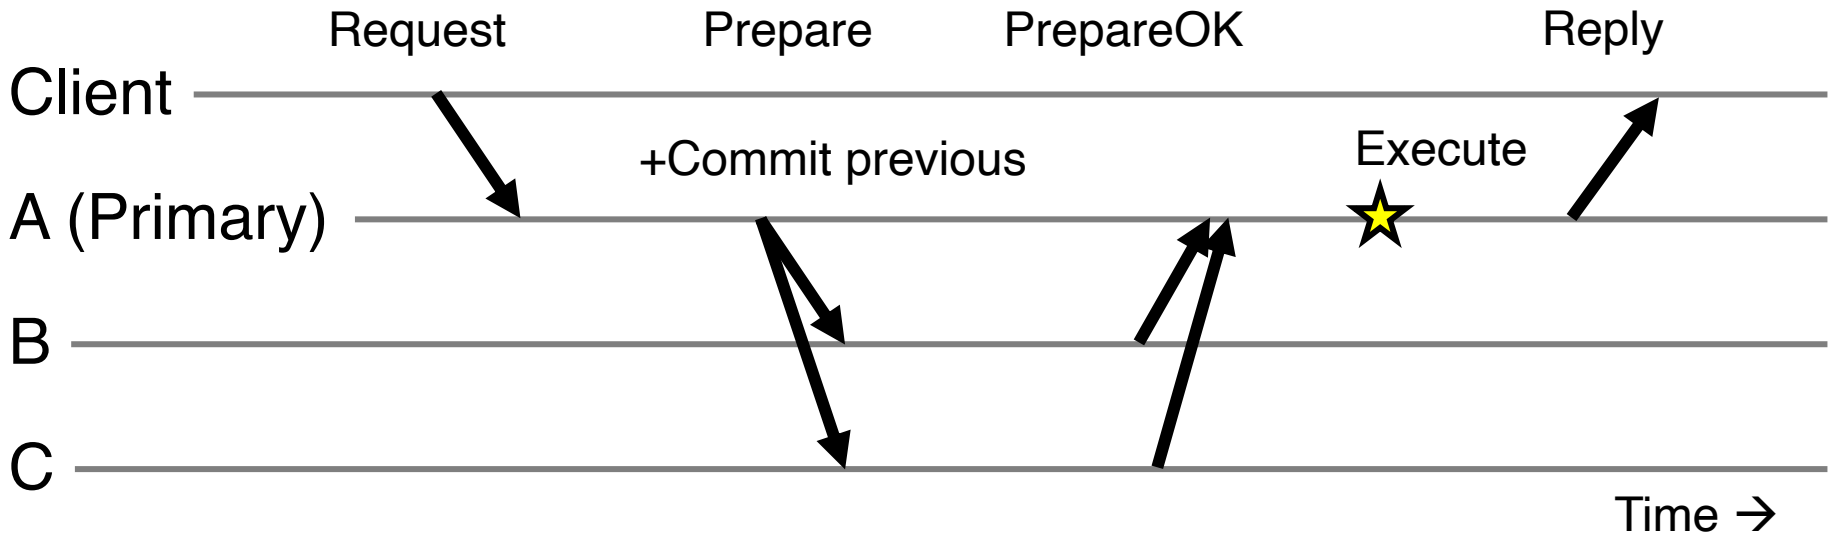 Request Prepare PrepareOK Reply
Client
+Commit previous Execute
A (Primary)
B
C
Time →